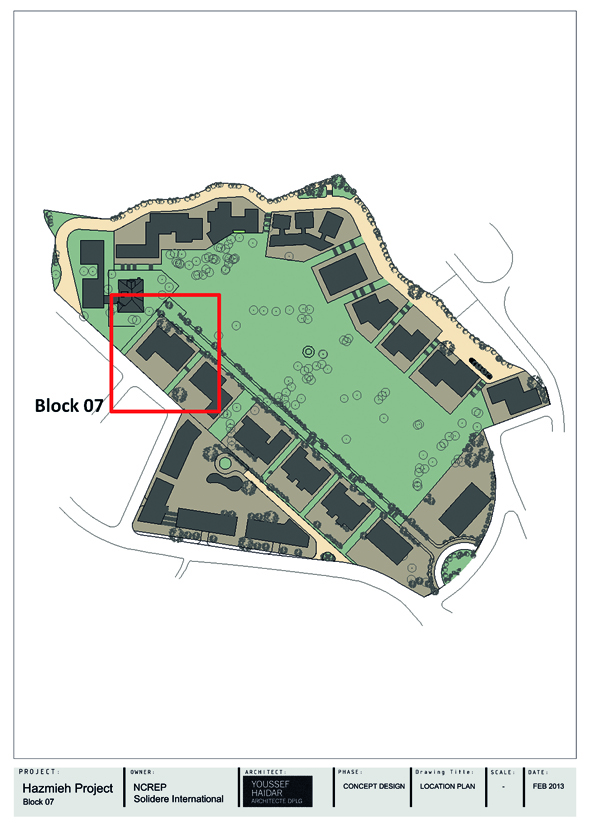 Block 07
PROJECT:
Hazmieh Project
Block 07
OWNER:
NCREP
Solidere International
ARCHITECT:
YOUSSEF
HAIDAR
ARCHITECTE DPLG
PHASE:
CONCEPT DESIGN
Drawing Title:
LOCATION PLAN
SCALE:
-
DATE:
FEB 2013